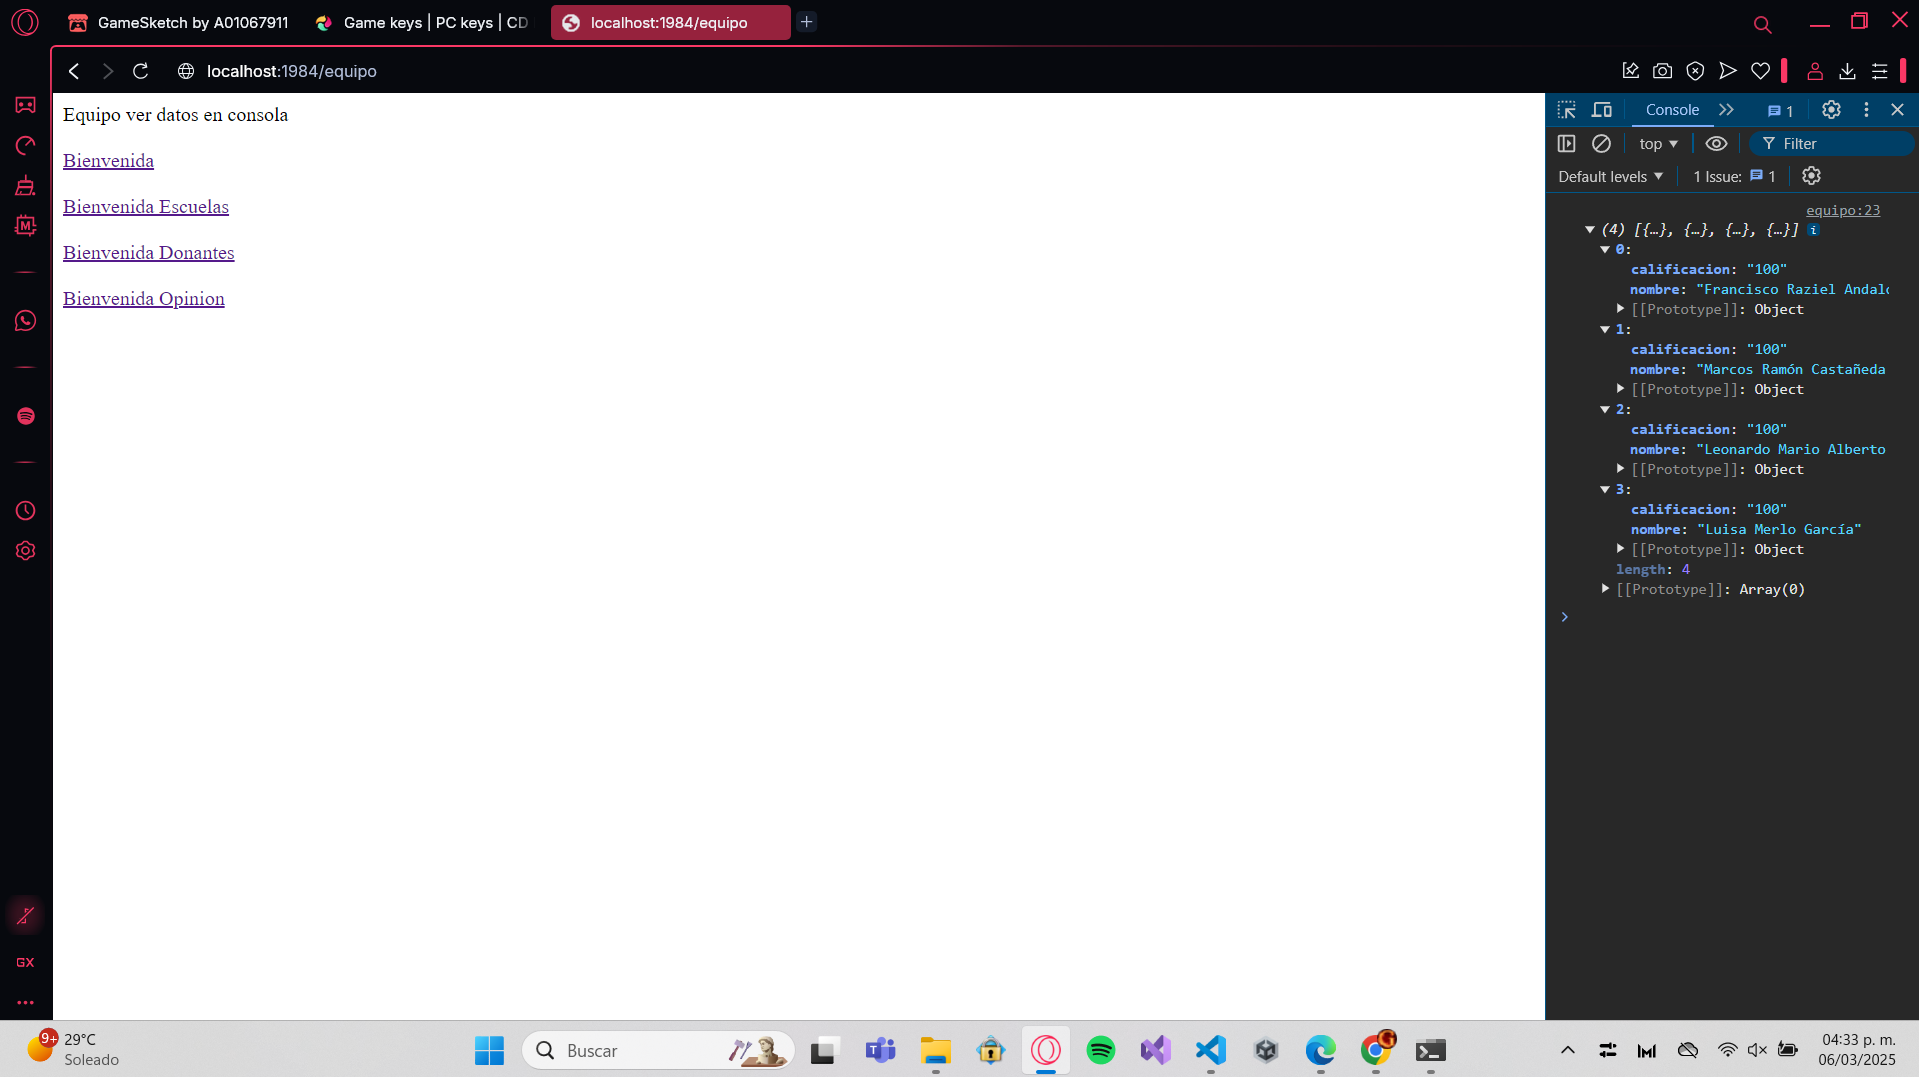 GameSketch by A01067911
Game keys | PC keys | CD
localhost:1984/equipo
localhost:1984/equipo
Equipo ver datos en consola
Bienvenida
Bienvenida Escuelas
Bienvenida Donantes
Bienvenida Opinion
Console
1
top
Filter
Default levels
1 Issue: 1
equipo:23
(4) [{…}, {…}, {…}, {…}] i
0:
calificacion: "100"
nombre: "Francisco Raziel
[[Prototype]]: Object
1:
calificacion: "100"
nombre: "Marcos Ramón Castañeda
[[Prototype]]: Object
2:
calificacion: "100"
nombre: "Leonardo Mario Alberto
[[Prototype]]: Object
3:
calificacion: "100"
nombre: "Luisa Merlo García"
[[Prototype]]: Object
length: 4
[[Prototype]]: Array(0)
M
GX
9+
29°C
Soleado
Buscar
04:33 p. m.
06/03/2025